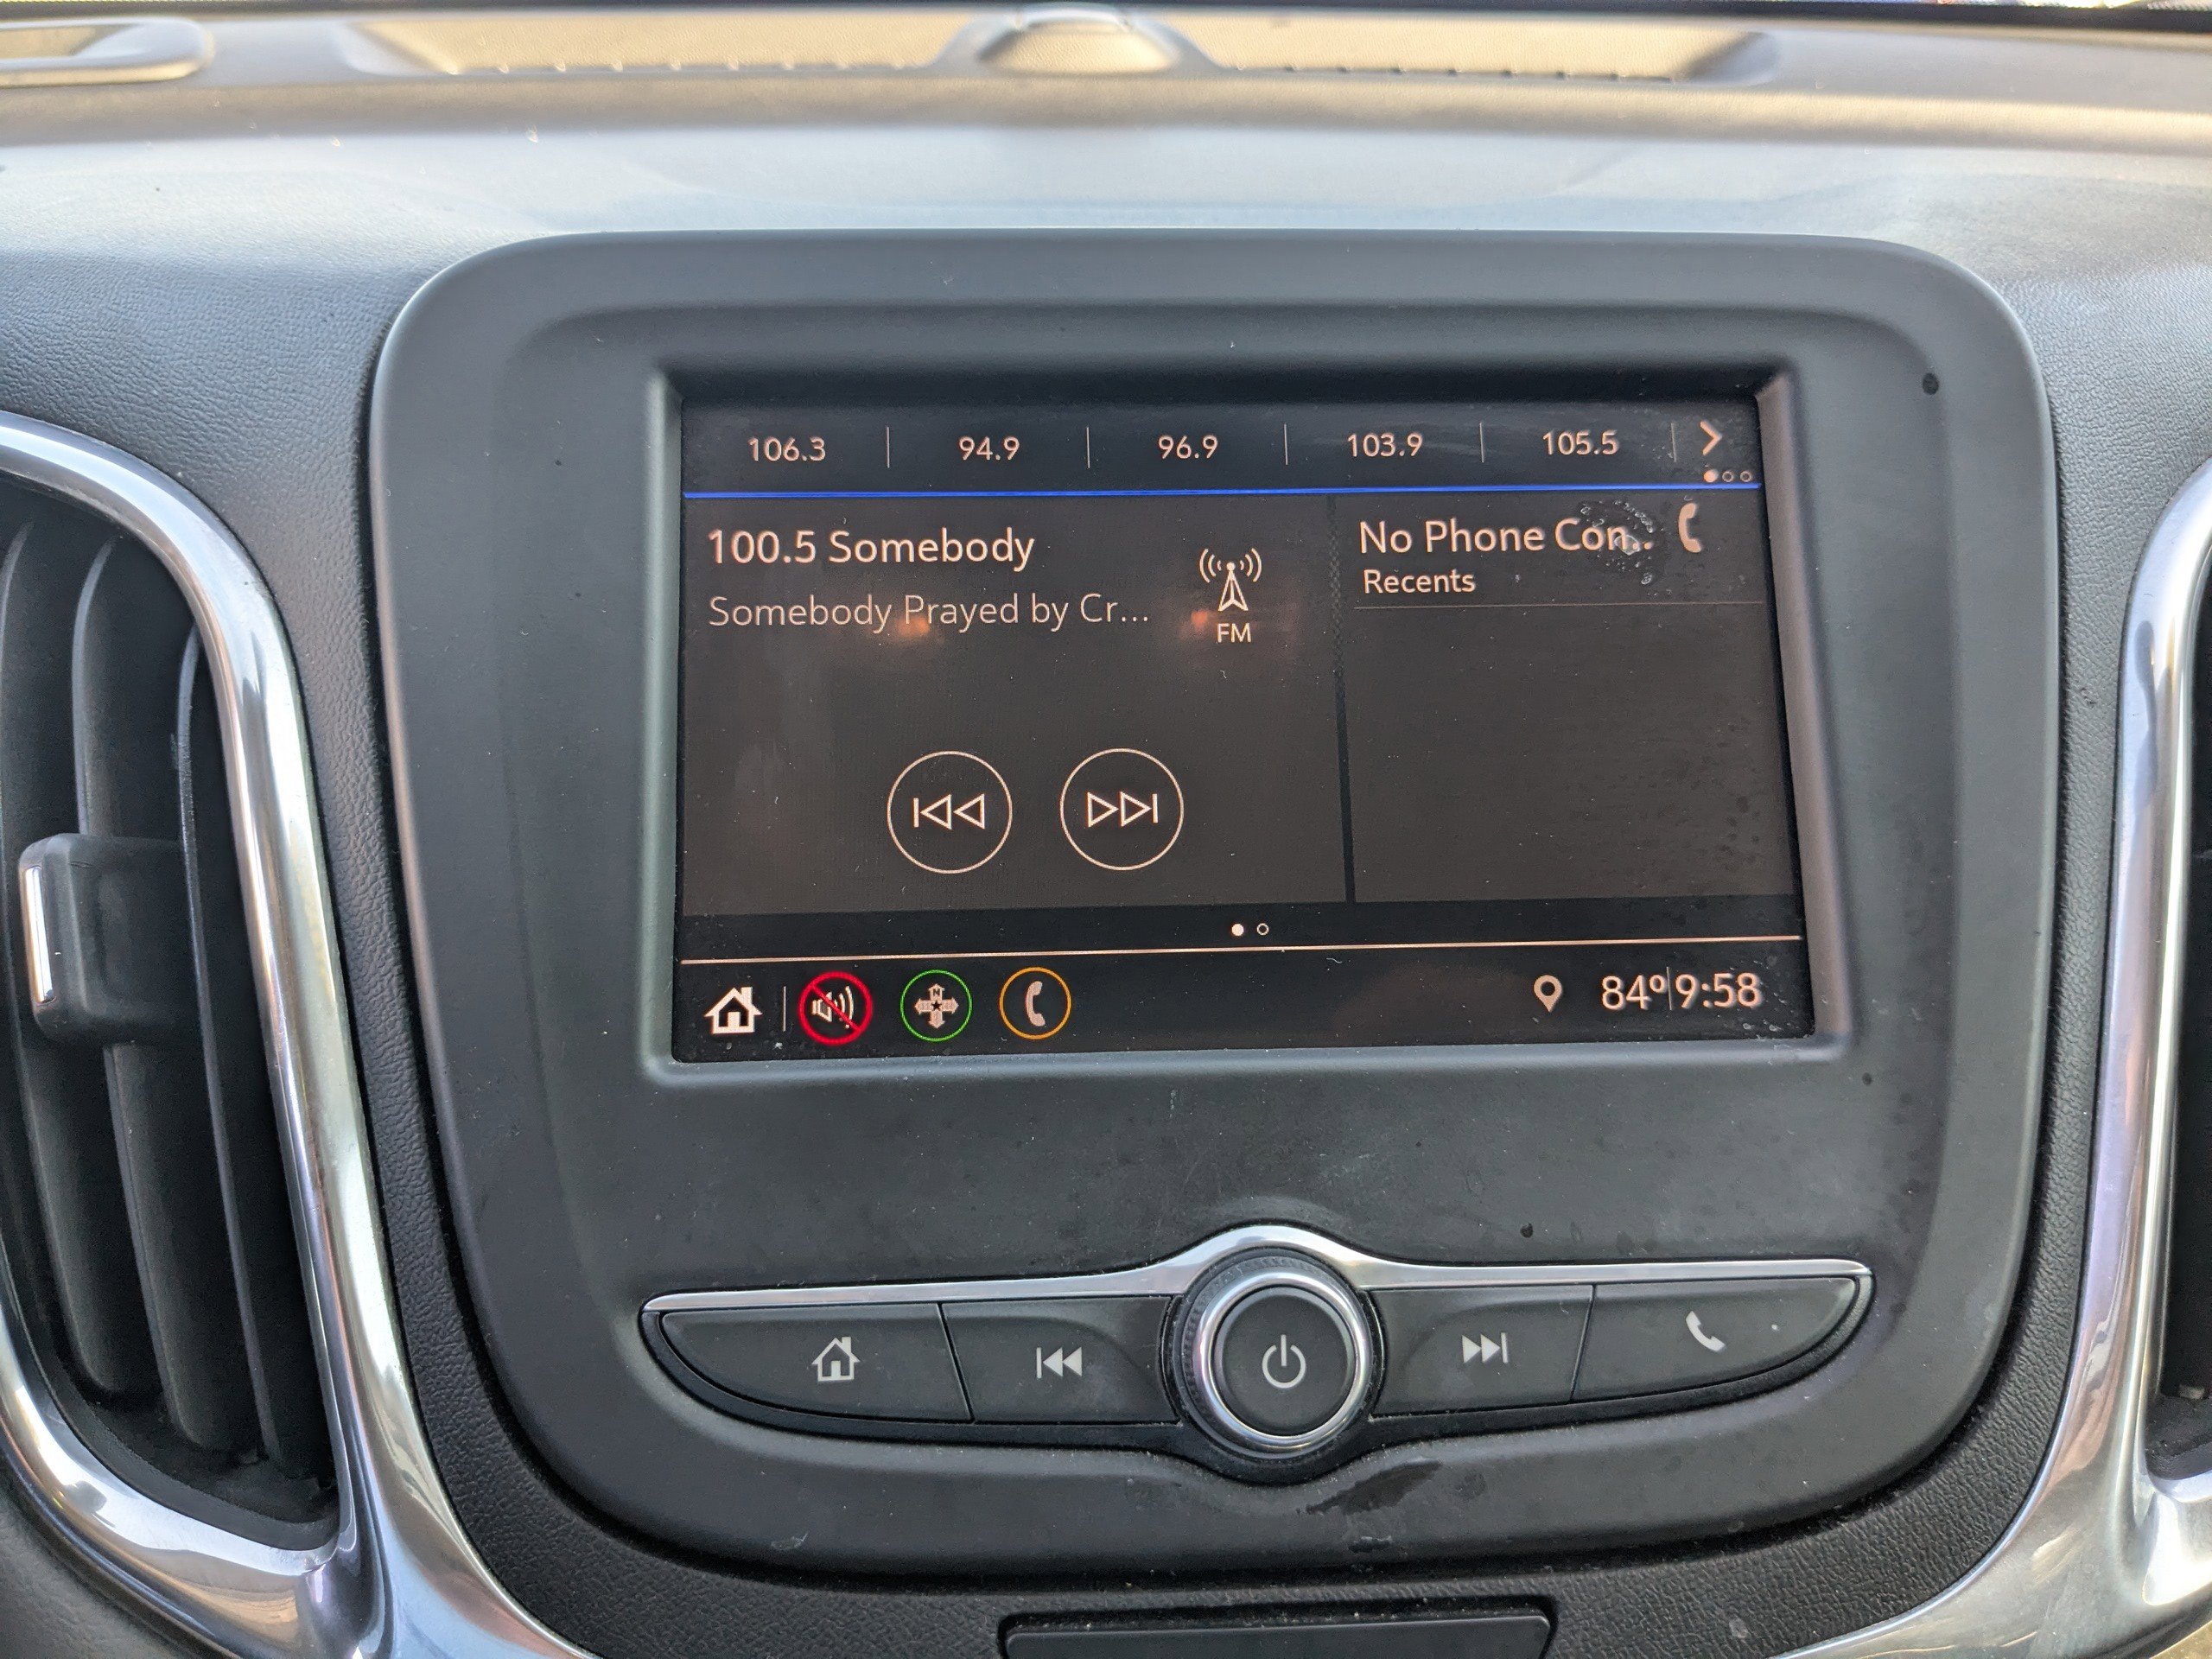 106.3 94.9 96.9 103.9 105.5
100.5 Somebody
Somebody Prayed by Cr...
FM
No Phone Con...
Recents
84º 9:58